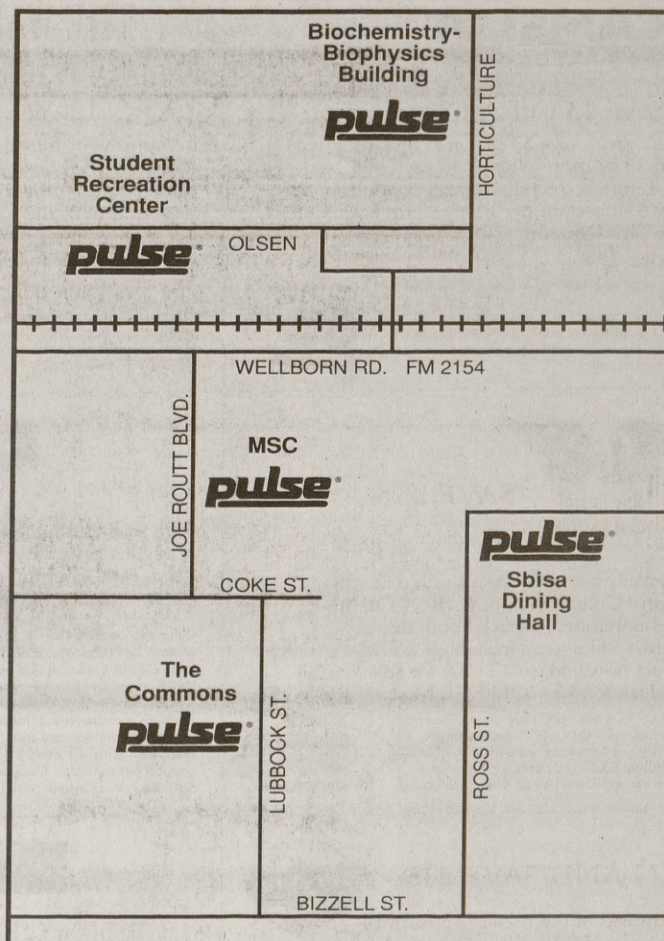 Biochemistry-
Biophysics
Building
pulse®
HORTICULTURE
Student
Recreation
Center
pulse®
OLSEN
WELLBORN RD. FM 2154
JOE ROUTT BLVD.
MSC
pulse®
pulse®
Sbisa
Dining
Hall
COKE ST.
The
Commons
pulse®
LUBBOCK ST.
ROSS ST.
BIZZELL ST.